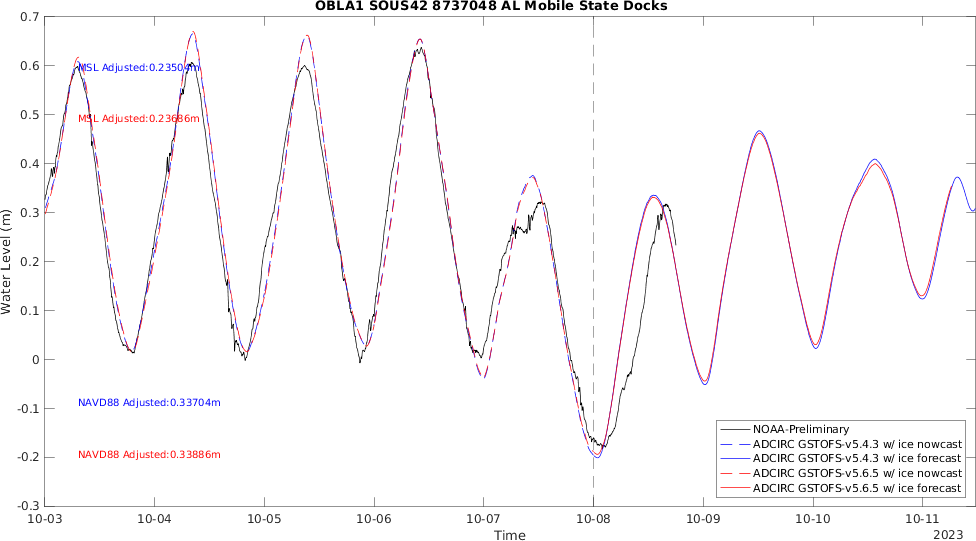 OBLA1 SOUS42 8737048 AL Mobile State Docks
0.7
0.6
0.5
0.4
0.3
0.2
0.1
0
-0.1
-0.2
-0.3
Water Level (m)
MSL Adjusted:0.23504m
MSL Adjusted:0.23686m
NAVD88 Adjusted:0.33704m
NAVD88 Adjusted:0.33886m
NOAA-Preliminary
ADCIRC GSTOFS-v5.4.3 w/ ice nowcast
ADCIRC GSTOFS-v5.4.3 w/ ice forecast
ADCIRC GSTOFS-v5.6.5 w/ ice nowcast
ADCIRC GSTOFS-v5.6.5 w/ ice forecast
10-03 10-04 10-05 10-06 10-07 10-08 10-09 10-10 10-11
Time
2023